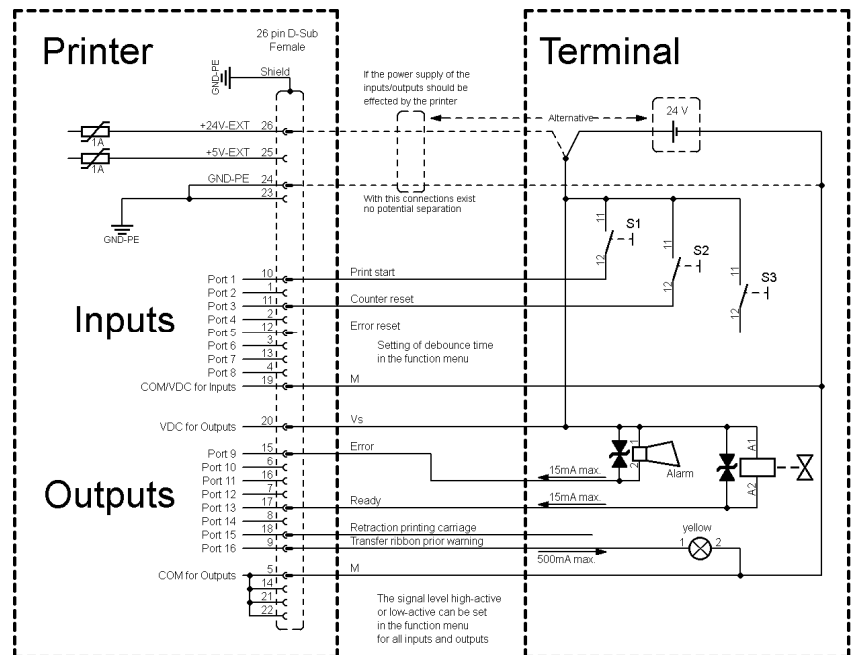 Printer
Terminal
26 pin D-Sub
Female
Shield
GND-PE
If the power supply of the
inputs/outputs should be
effected by the printer
Alternative
24 V
+24V-EXT 26
1A
+5V-EXT 25
1A
GND-PE 24
23
GND-PE
With this connections exist
no potential separation
11
S1
12
11
S2
12
11
S3
12
Inputs
Port 1 10 Print start
Port 2 1
Port 3 11 Counter reset
Port 4 2
Port 5 12 Error reset
Port 6 3
Port 7 13
Port 8 4
Setting of debounce time
in the function menu
COM/VDC for Inputs 19 M
VDC for Outputs 20 Vs
Outputs
Port 9 15 Error
Port 10 6
Port 11 16
Port 12 7
Port 13 17 Ready
Port 14 8
Port 15 18 Retraction printing carriage
Port 16 9 Transfer ribbon prior warning
15mA max.
15mA max.
500mA max.
1
2
Alarm
A1
A2
yellow
1 2
COM for Outputs 5 M
14
21
22
The signal level high-active
or low-active can be set
in the function menu
for all inputs and outputs